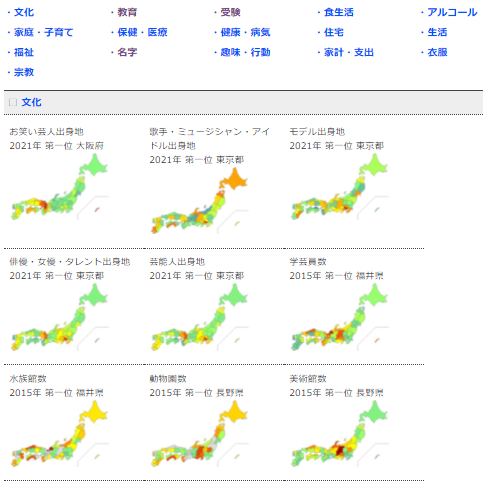 ・文化 ・教育 ・受験 ・食生活 ・アルコール
・家庭・子育て ・保健・医療 ・健康・病気 ・住宅 ・生活
・福祉 ・名字 ・趣味・行動 ・家計・支出 ・衣服
・宗教
文化
お笑い芸人出身地
2021年 第一位 大阪府
歌手・ミュージシャン・アイ
ドル出身地
2021年 第一位 東京都
モデル出身地
2021年 第一位 東京都
俳優・女優・タレント出身地
2021年 第一位 東京都
芸能人出身地
2021年 第一位 東京都
学芸員数
2015年 第一位 福井県
水族館数
2015年 第一位 福井県
動物園数
2015年 第一位 長野県
美術館数
2015年 第一位 長野県